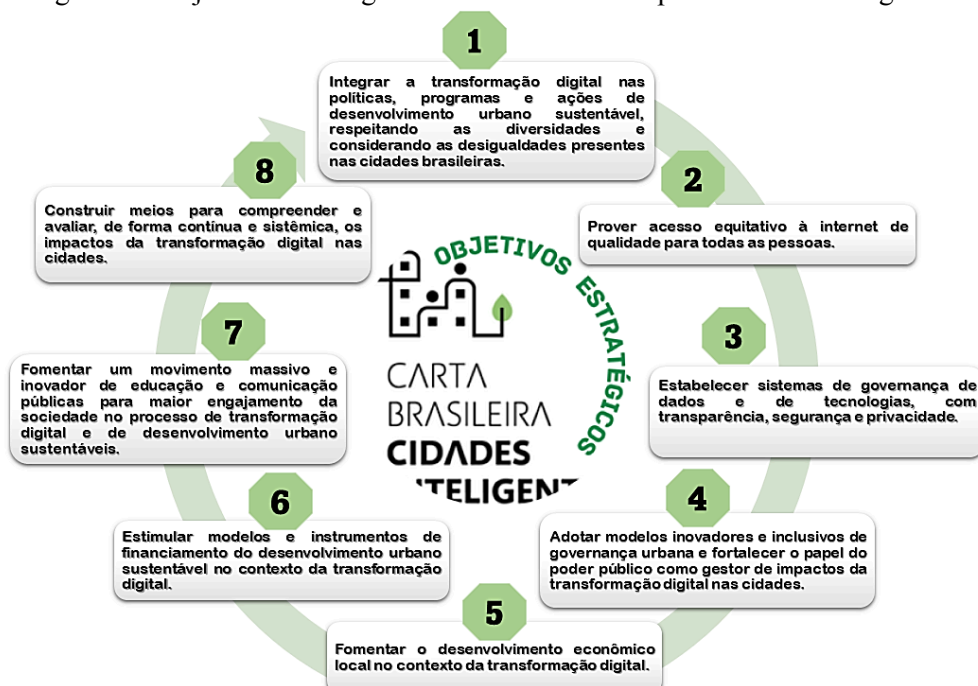 1
Integrar a transformação digital nas
políticas, programas e ações de
desenvolvimento urbano sustentável,
respeitando as diversidades e
considerando as desigualdades presentes
nas cidades brasileiras.
2
Prover acesso equitativo à internet de
qualidade para todas as pessoas.
3
Estabelecer sistemas de governança de
dados e de tecnologias, com
transparência, segurança e privacidade.
4
Adotar modelos inovadores e inclusivos de
governança urbana e fortalecer o papel do
poder público como gestor de impactos da
transformação digital nas cidades.
5
Fomentar o desenvolvimento econômico
local no contexto da transformação digital.
6
Estimular modelos e instrumentos de
financiamento do desenvolvimento urbano
sustentável no contexto da transformação
digital.
7
Fomentar um movimento massivo e
inovador de educação e comunicação
públicas para maior engajamento da
sociedade no processo de transformação
digital e de desenvolvimento urbano
sustentáveis.
8
Construir meios para compreender e
avaliar, de forma contínua e sistêmica, os
impactos da transformação digital nas
cidades.
OBJETIVOS ESTRATÉGICOS
CARTA
BRASILEIRA
CIDADES